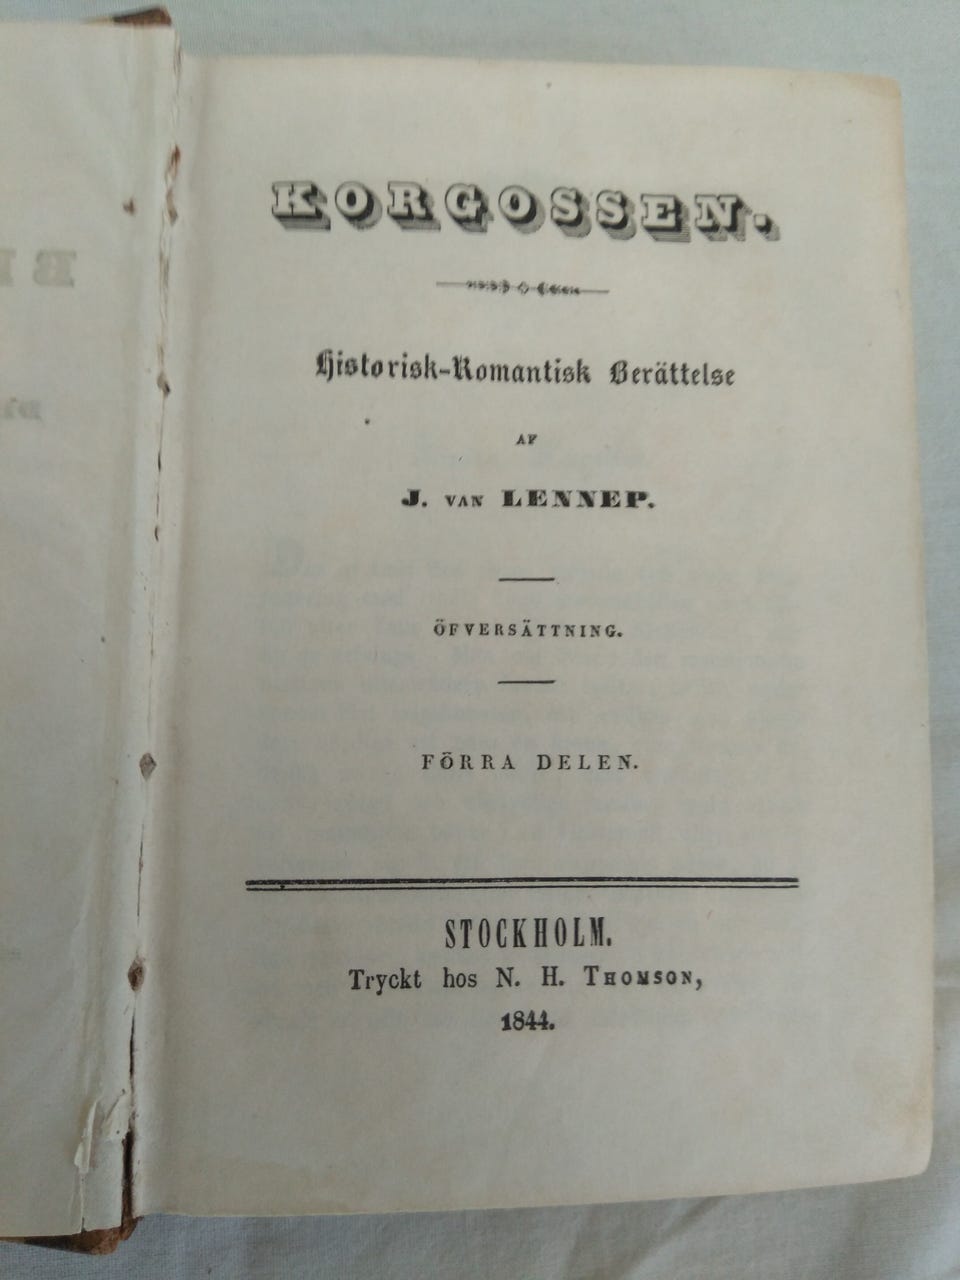 KORGOSSEN.
Historisk-Romantisk Berättelse
AF
J. VAN LENNEP.
ÖFVERSÄTTNING.
FÖRRA DELEN.
STOCKHOLM.
Tryckt hos N. H. THOMSON,
1844.